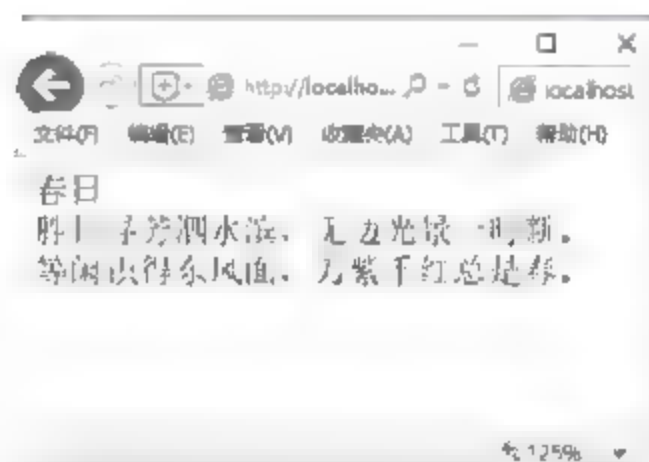 http://localho... localhost
文件(F) 编辑(E) 查看(V) 收藏夹(A) 工具(T) 帮助(H)
春日
胜日寻芳泗水滨，无边光景一时新。
等闲识得东风面，万紫千红总是春。
125%